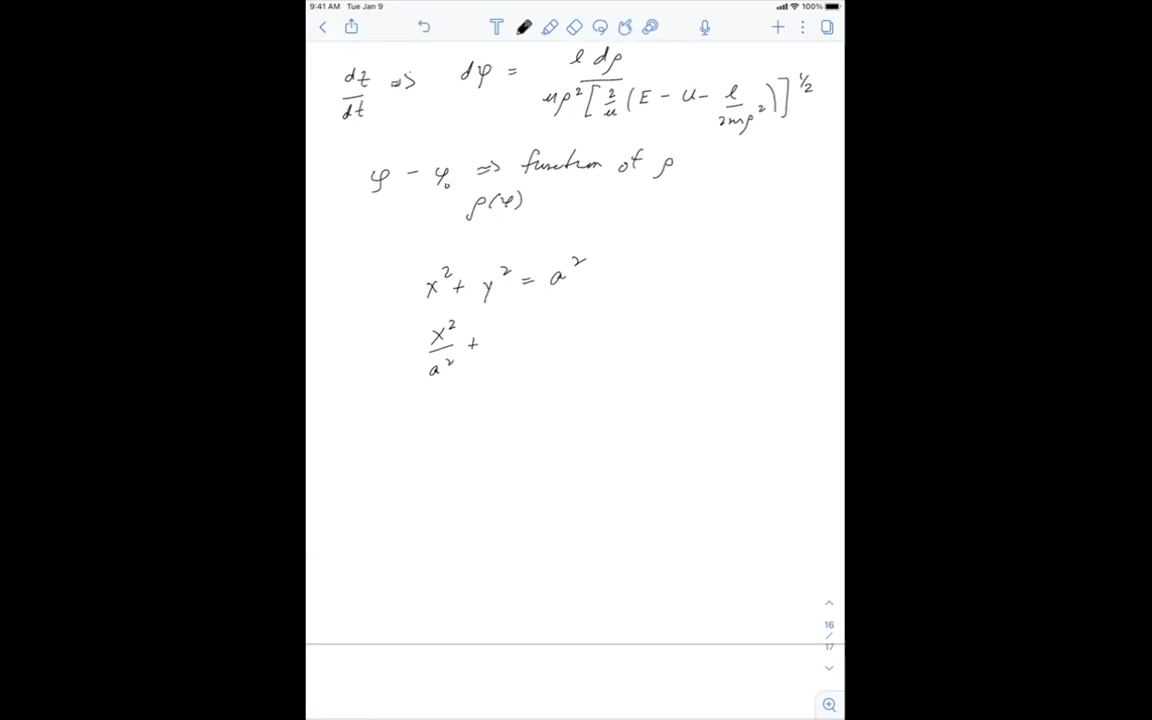 9:41 AM Tue Jan 9 100%
T
dz/dt ⇒ dφ = l dρ / μρ² [ 2/μ (E - U - l/2mρ²) ]^1/2
φ - φ₀ ⇒ function of ρ
ρ(φ)
x² + y² = a²
x²/a² +
16
/
17